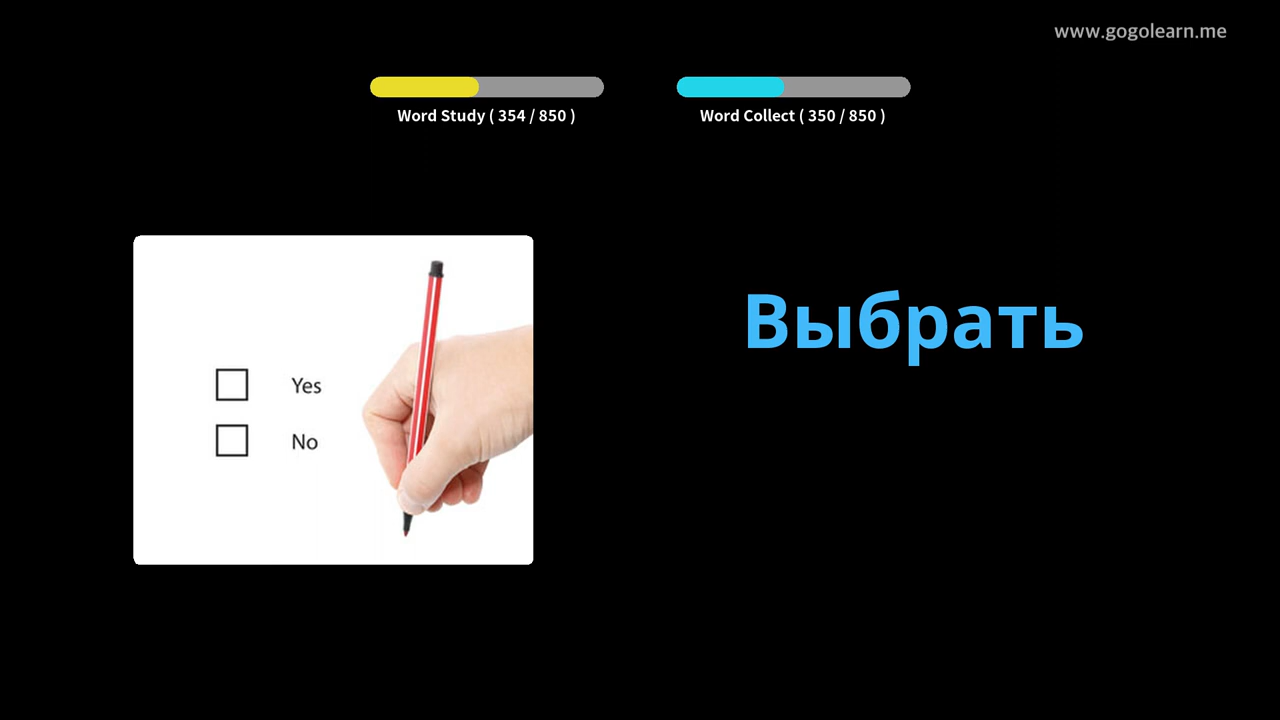 www.gogolearn.me
Word Study ( 354 / 850 )
Word Collect ( 350 / 850 )
Выбрать
Yes
No